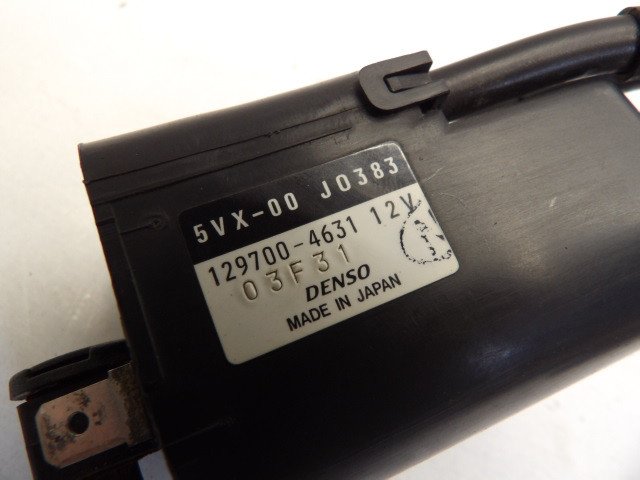 5VX-00 J0383
129700-4631 12V
03F31
DENSO
MADE IN JAPAN